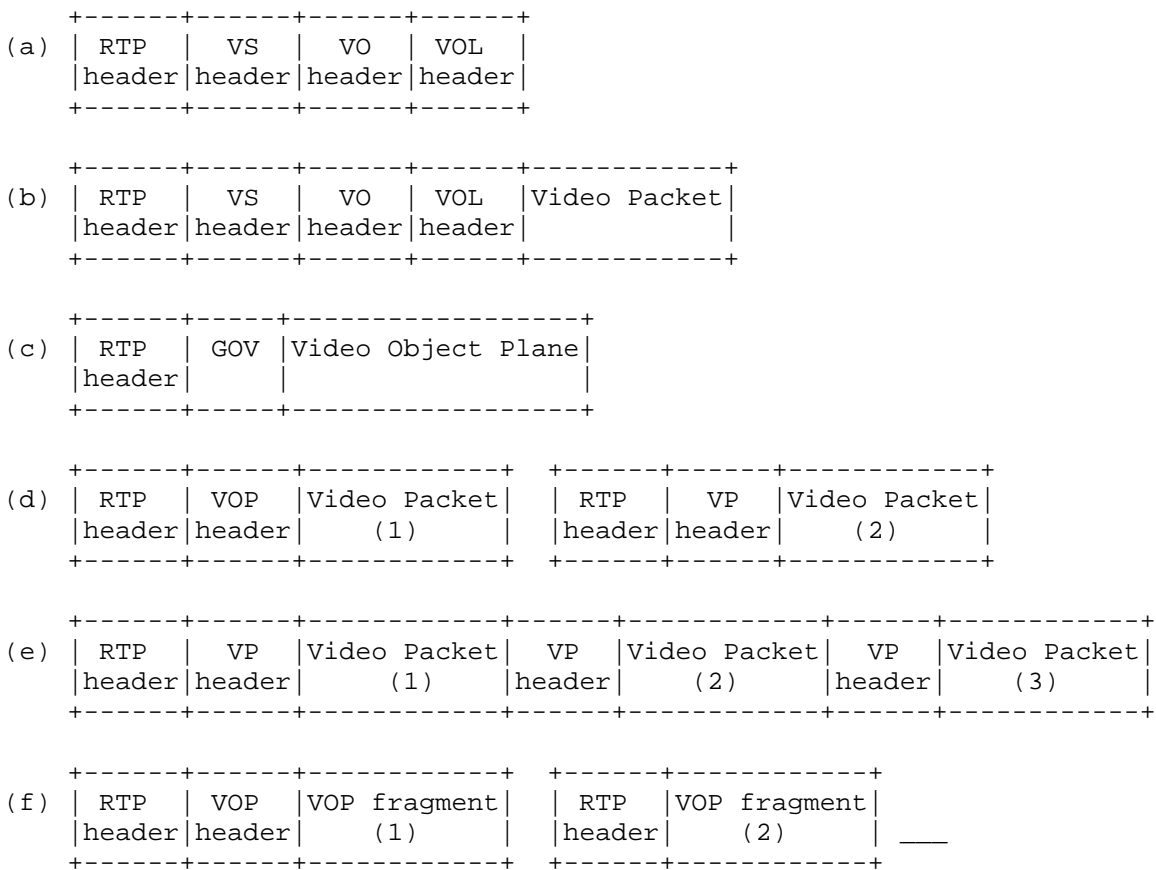 +------+------+------+------+
(a) | RTP  |  VS  |  VO  | VOL  |
    |header|header|header|header|
    +------+------+------+------+

    +------+------+------+------+------------+
(b) | RTP  |  VS  |  VO  | VOL  |Video Packet|
    |header|header|header|header|            |
    +------+------+------+------+------------+

    +------+-----+------------------+
(c) | RTP  | GOV |Video Object Plane|
    |header|     |                  |
    +------+-----+------------------+

    +------+------+------------+  +------+------+------------+
(d) | RTP  | VOP  |Video Packet|  | RTP  |  VP  |Video Packet|
    |header|header|    (1)     |  |header|header|    (2)     |
    +------+------+------------+  +------+------+------------+

    +------+------+------------+------+------------+------+------------+
(e) | RTP  |  VP  |Video Packet|  VP  |Video Packet|  VP  |Video Packet|
    |header|header|    (1)     |header|    (2)     |header|    (3)     |
    +------+------+------------+------+------------+------+------------+

    +------+------+------------+  +------+------------+
(f) | RTP  | VOP  |VOP fragment|  | RTP  |VOP fragment|
    |header|header|    (1)     |  |header|    (2)     | ___
    +------+------+------------+  +------+------------+